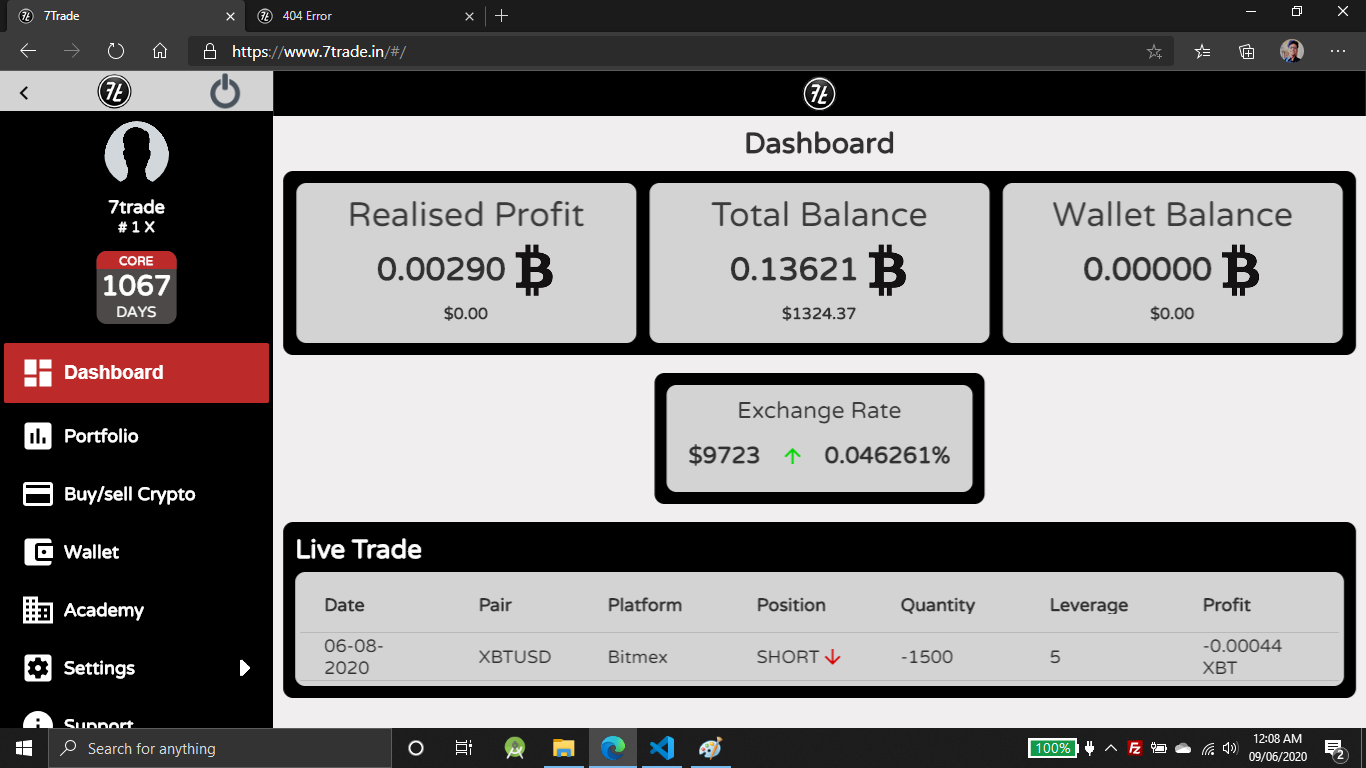 7Trade
404 Error
https://www.7trade.in/#/
7trade
# 1 X
CORE
1067
DAYS
Dashboard
Portfolio
Buy/sell Crypto
Wallet
Academy
Settings
Support
Dashboard
Realised Profit
0.00290
$0.00
Total Balance
0.13621
$1324.37
Wallet Balance
0.00000
$0.00
Exchange Rate
$9723 ↑ 0.046261%
Live Trade
Date Pair Platform Position Quantity Leverage Profit
06-08-2020 XBTUSD Bitmex SHORT ↓ -1500 5 -0.00044 XBT
Search for anything
100%
12:08 AM
09/06/2020
2